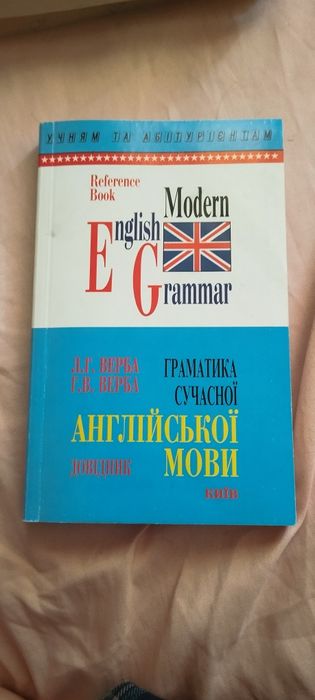 УЧНЯМ ТА АБІТУРІЄНТАМ
Reference
Book
Modern
English
Grammar
Л.Г. ВЕРБА
Г.В. ВЕРБА
ГРАМАТИКА
СУЧАСНОЇ
АНГЛІЙСЬКОЇ
ДОВІДНИК
МОВИ
КИЇВ